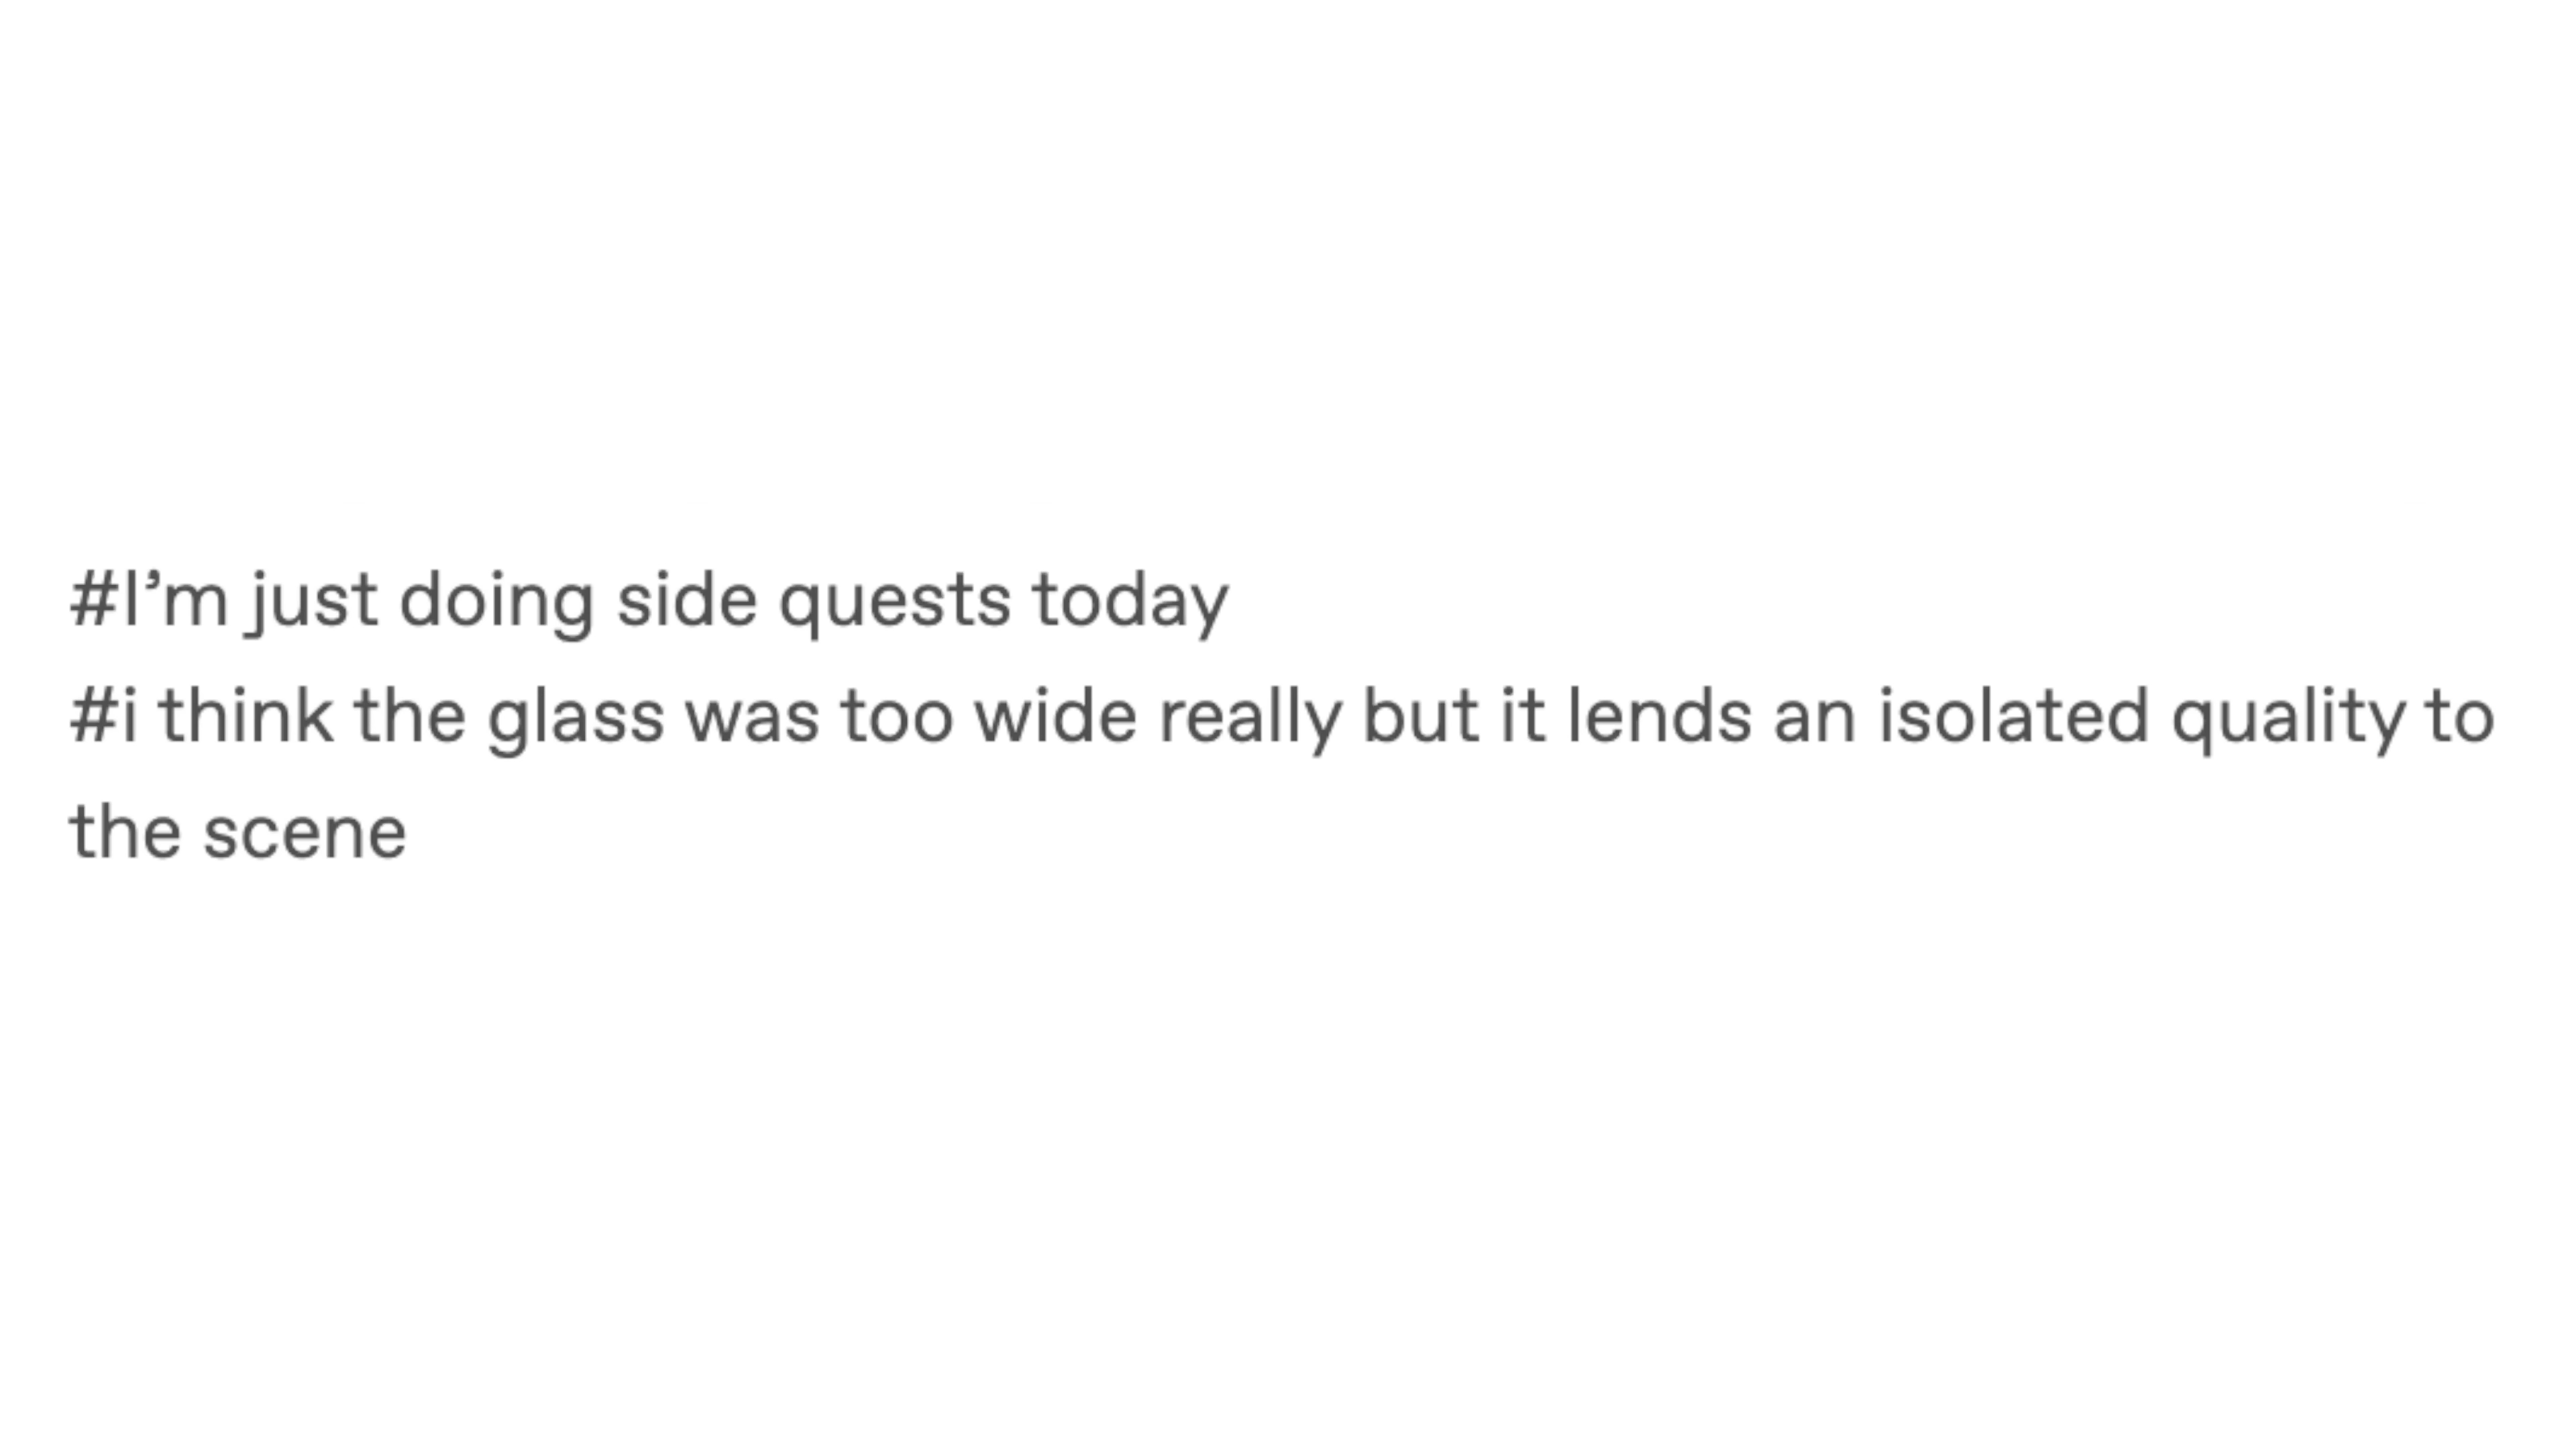 #I’m just doing side quests today
#i think the glass was too wide really but it lends an isolated quality to
the scene